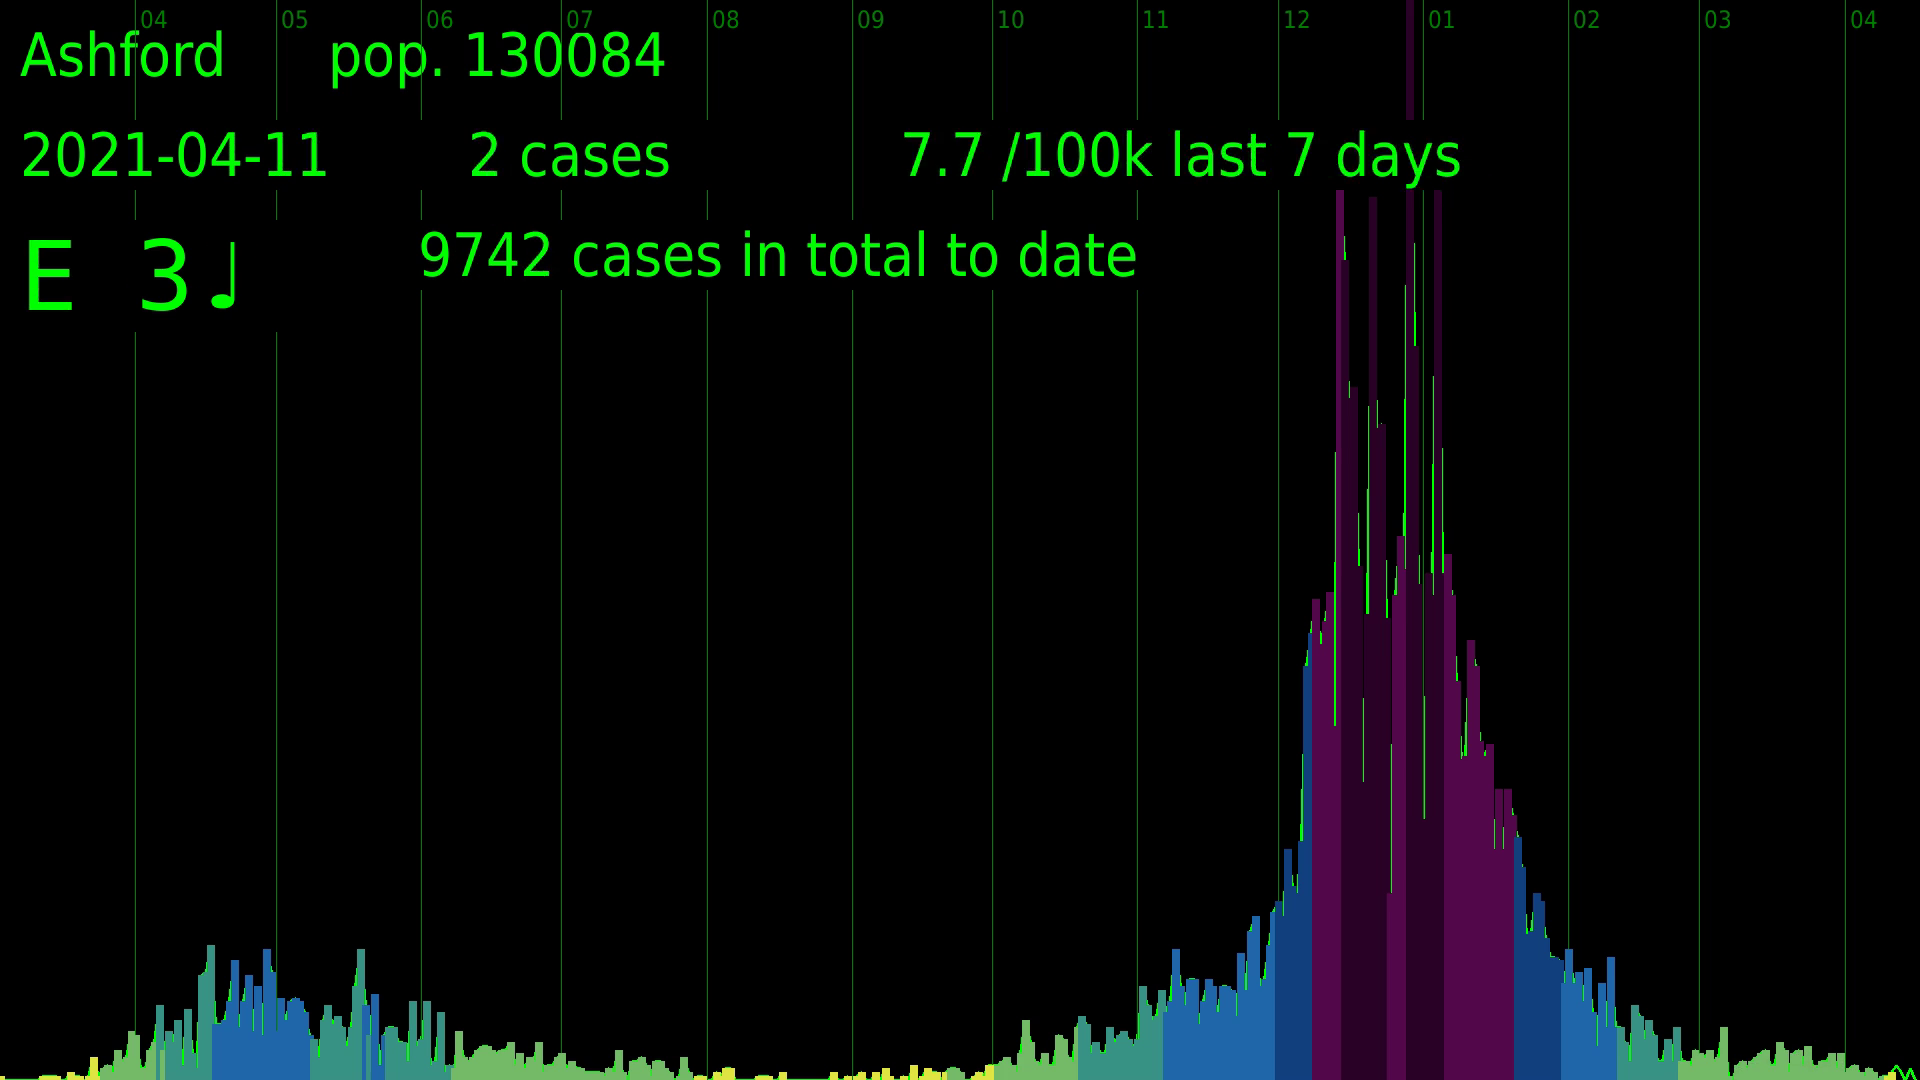 04 05 06 07 08 09 10 11 12 01 02 03 04
Ashford pop. 130084
2021-04-11 2 cases 7.7 /100k last 7 days
E 3♩ 9742 cases in total to date